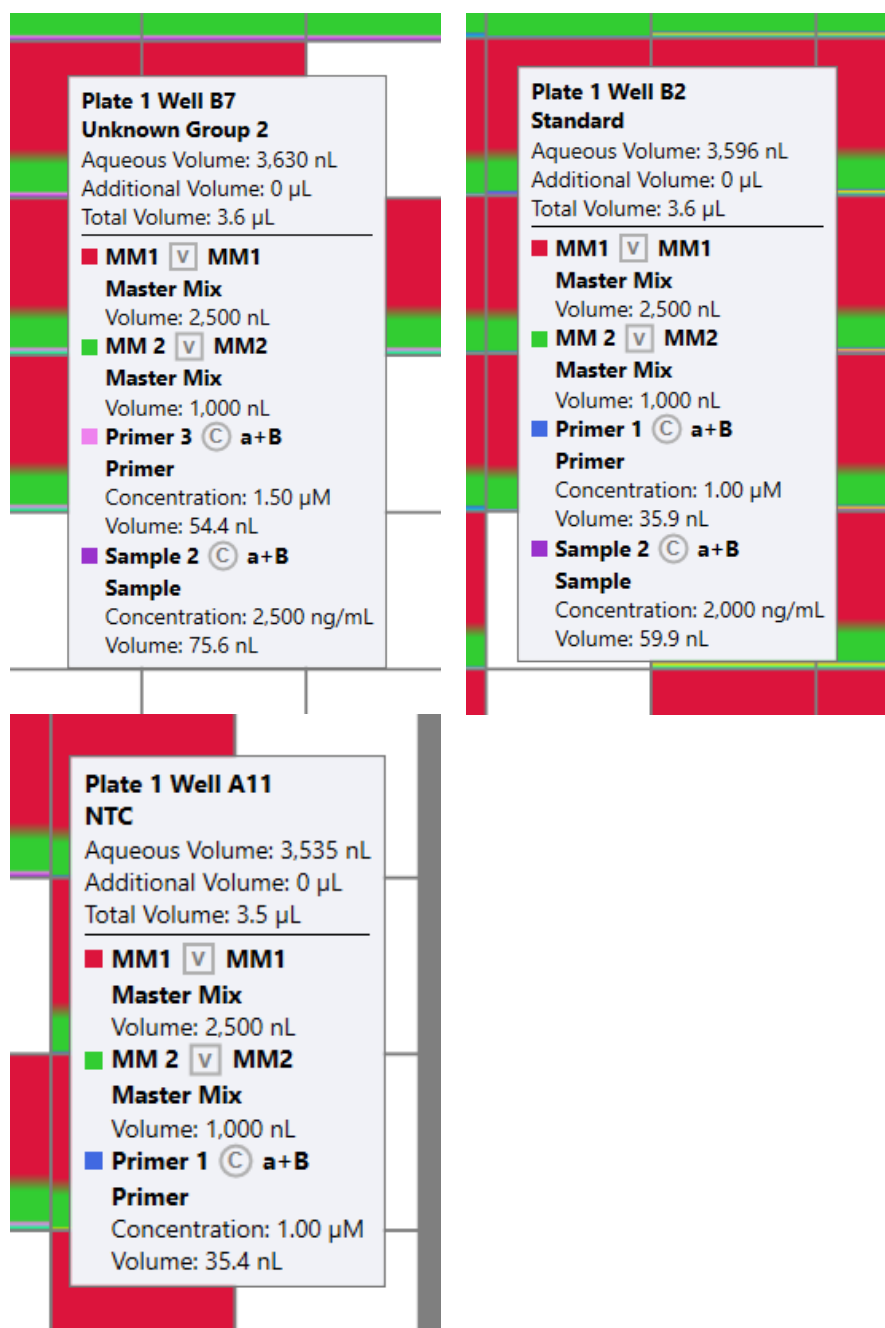 Plate 1 Well B7
Unknown Group 2
Aqueous Volume: 3,630 nL
Additional Volume: 0 µL
Total Volume: 3.6 µL
MM1 V MM1
Master Mix
Volume: 2,500 nL
MM 2 V MM2
Master Mix
Volume: 1,000 nL
Primer 3 C a+B
Primer
Concentration: 1.50 µM
Volume: 54.4 nL
Sample 2 C a+B
Sample
Concentration: 2,500 ng/mL
Volume: 75.6 nL
Plate 1 Well B2
Standard
Aqueous Volume: 3,596 nL
Additional Volume: 0 µL
Total Volume: 3.6 µL
MM1 V MM1
Master Mix
Volume: 2,500 nL
MM 2 V MM2
Master Mix
Volume: 1,000 nL
Primer 1 C a+B
Primer
Concentration: 1.00 µM
Volume: 35.9 nL
Sample 2 C a+B
Sample
Concentration: 2,000 ng/mL
Volume: 59.9 nL
Plate 1 Well A11
NTC
Aqueous Volume: 3,535 nL
Additional Volume: 0 µL
Total Volume: 3.5 µL
MM1 V MM1
Master Mix
Volume: 2,500 nL
MM 2 V MM2
Master Mix
Volume: 1,000 nL
Primer 1 C a+B
Primer
Concentration: 1.00 µM
Volume: 35.4 nL